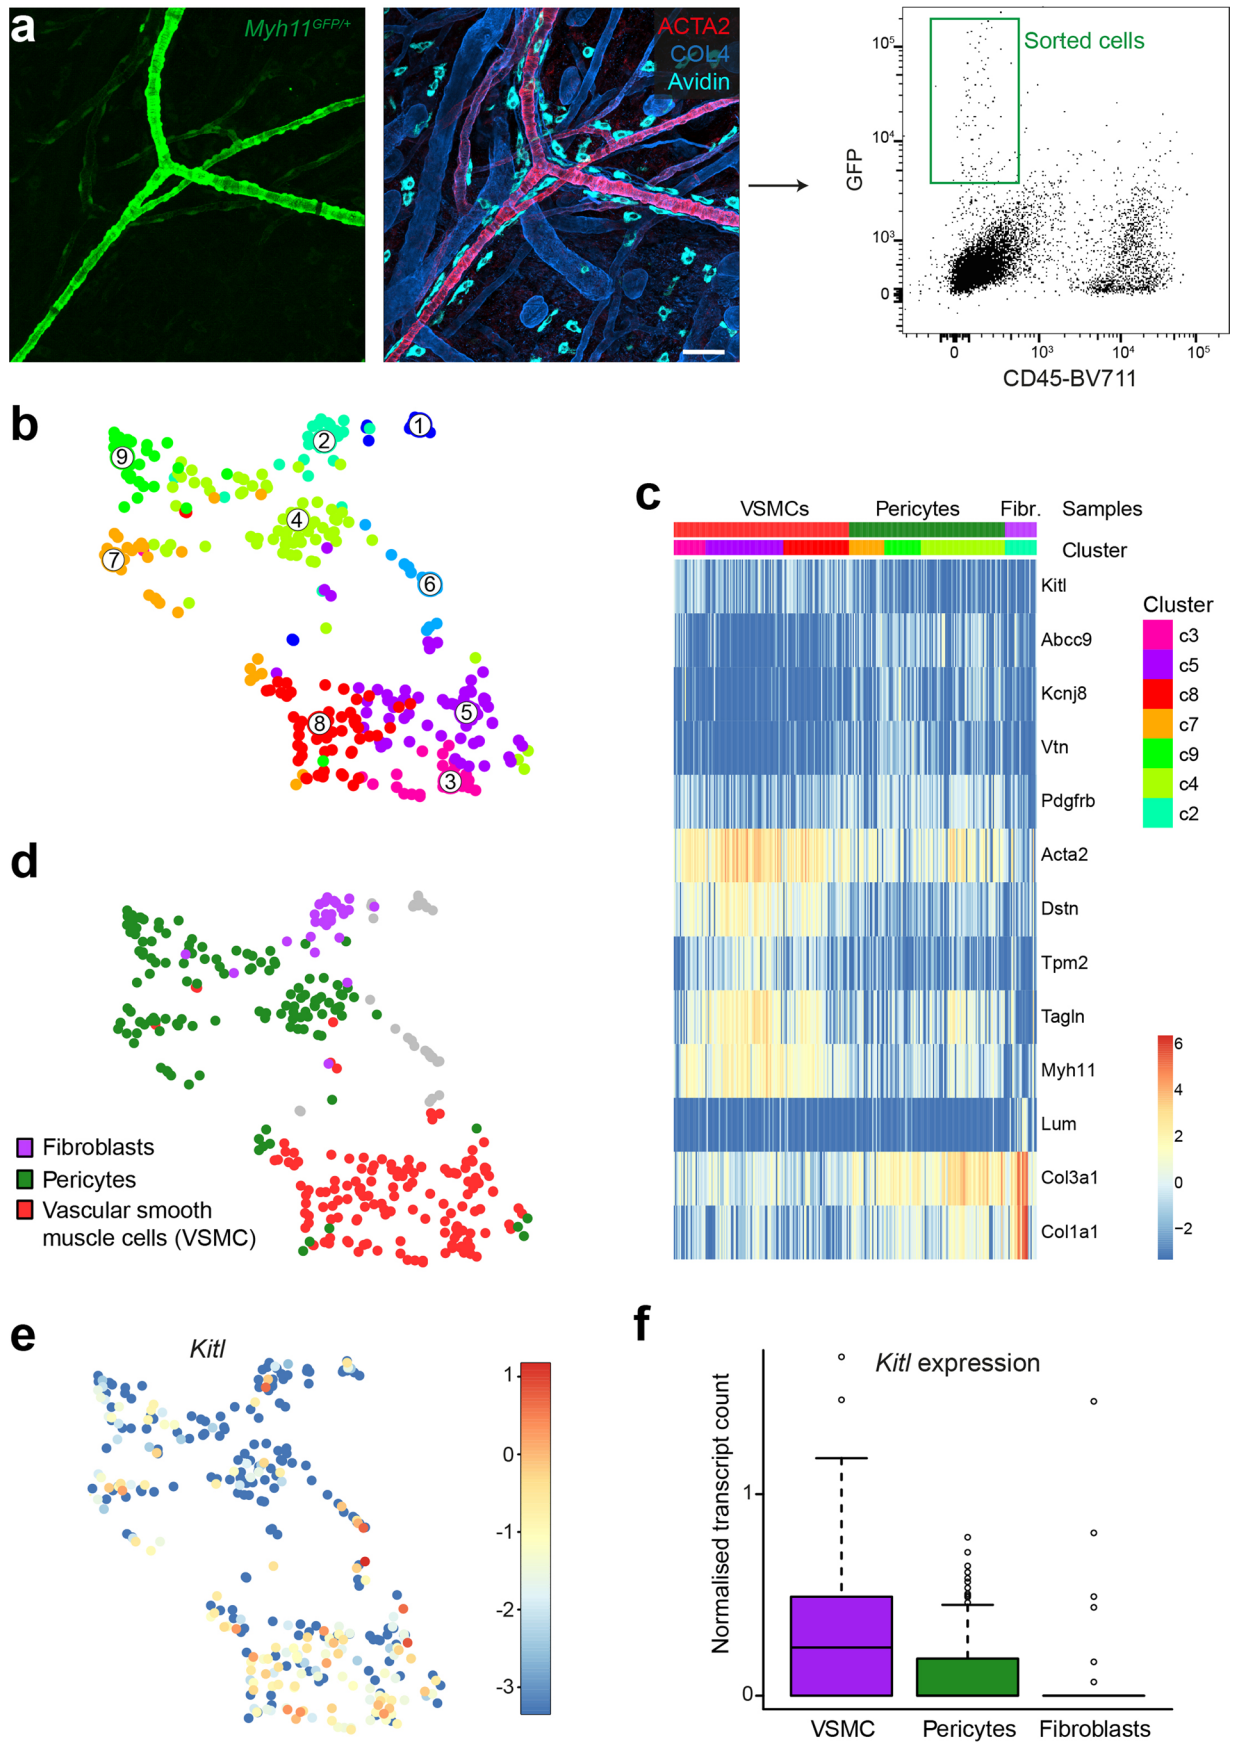 a
Myh11GFP/+
ACTA2
COL4
Avidin
Sorted cells
GFP
10⁵
10⁴
10³
0
0
10³
10⁴
10⁵
CD45-BV711
b
9
2
1
4
7
6
8
5
3
c
VSMCs
Pericytes
Fibr.
Samples
Cluster
Kitl
Abcc9
Kcnj8
Vtn
Pdgfrb
Acta2
Dstn
Tpm2
Tagln
Myh11
Lum
Col3a1
Col1a1
Cluster
c3
c5
c8
c7
c9
c4
c2
6
4
2
0
−2
d
Fibroblasts
Pericytes
Vascular smooth
muscle cells (VSMC)
e
Kitl
1
0
-1
-2
-3
f
Kitl expression
Normalised transcript count
1
0
VSMC
Pericytes
Fibroblasts